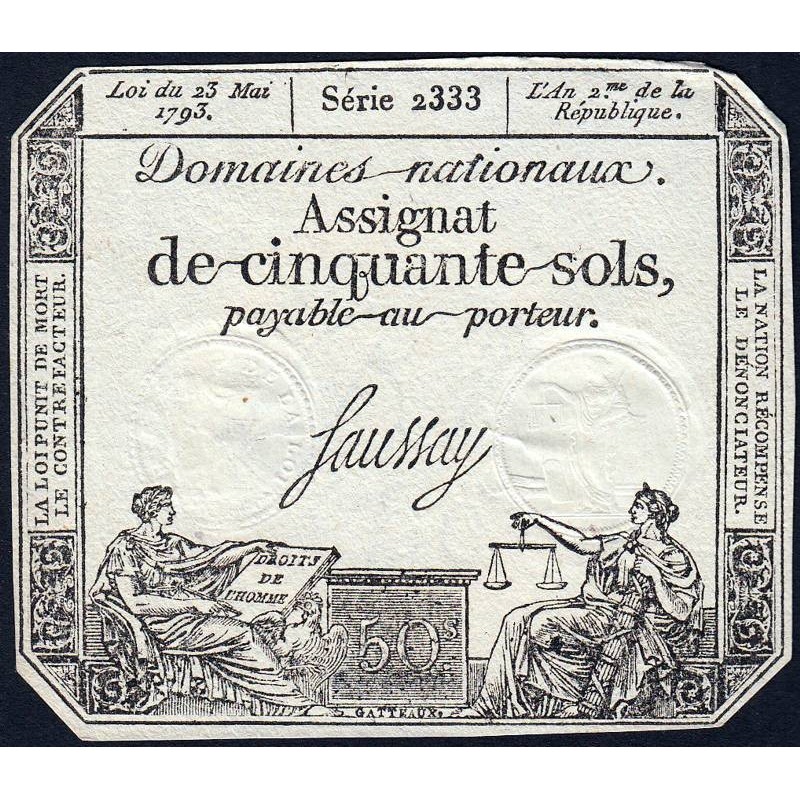 Loi du 23 Mai
1793.
Série 2333
L'An 2.me de la
République.
Domaines nationaux.
Assignat
de cinquante sols,
payable au porteur.
LA LOI PUNIT DE MORT
LE CONTREFACTEUR.
LA NATION RÉCOMPENSE
LE DÉNONCIATEUR.
Saussay
DROITS
DE
L'HOMME
50.s
GATTEAUX.